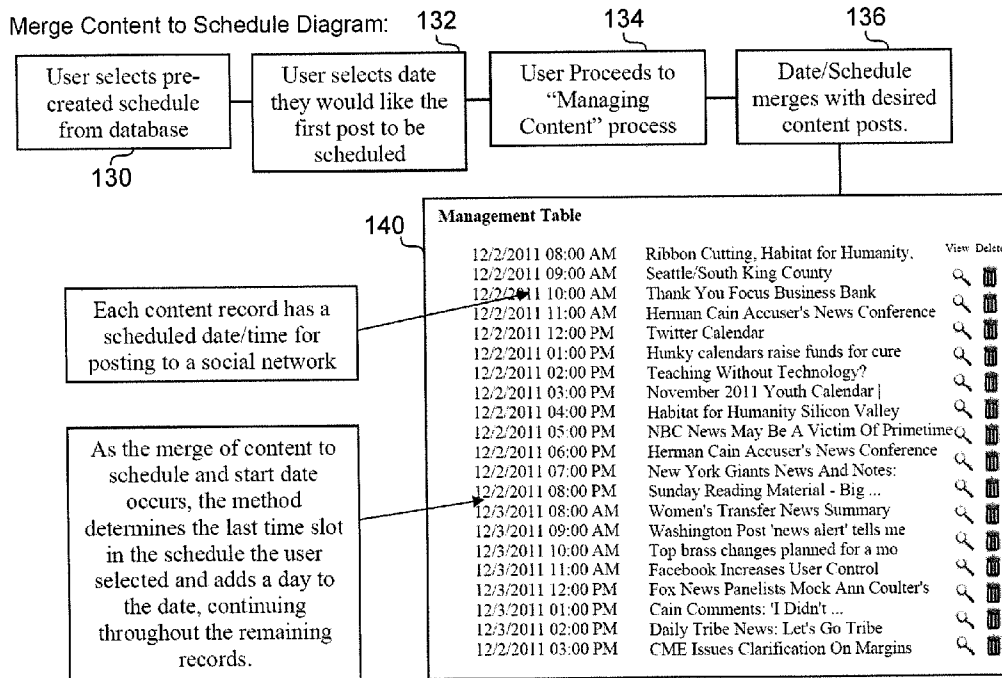 Merge Content to Schedule Diagram:
132
134
136
User selects pre-
created schedule
from database
130
User selects date
they would like the
first post to be
scheduled
User Proceeds to
“Managing
Content” process
Date/Schedule
merges with desired
content posts.
140
Management Table
View Delete
12/2/2011 08:00 AM Ribbon Cutting, Habitat for Humanity,
12/2/2011 09:00 AM Seattle/South King County
12/2/2011 10:00 AM Thank You Focus Business Bank
12/2/2011 11:00 AM Herman Cain Accuser's News Conference
12/2/2011 12:00 PM Twitter Calendar
12/2/2011 01:00 PM Hunky calendars raise funds for cure
12/2/2011 02:00 PM Teaching Without Technology?
12/2/2011 03:00 PM November 2011 Youth Calendar |
12/2/2011 04:00 PM Habitat for Humanity Silicon Valley
12/2/2011 05:00 PM NBC News May Be A Victim Of Primetime
12/2/2011 06:00 PM Herman Cain Accuser's News Conference
12/2/2011 07:00 PM New York Giants News And Notes:
12/2/2011 08:00 PM Sunday Reading Material - Big ...
12/3/2011 08:00 AM Women's Transfer News Summary
12/3/2011 09:00 AM Washington Post 'news alert' tells me
12/3/2011 10:00 AM Top brass changes planned for a mo
12/3/2011 11:00 AM Facebook Increases User Control
12/3/2011 12:00 PM Fox News Panelists Mock Ann Coulter's
12/3/2011 01:00 PM Cain Comments: 'I Didn't ...
12/3/2011 02:00 PM Daily Tribe News: Let's Go Tribe
12/2/2011 03:00 PM CME Issues Clarification On Margins
Each content record has a
scheduled date/time for
posting to a social network
As the merge of content to
schedule and start date
occurs, the method
determines the last time slot
in the schedule the user
selected and adds a day to
the date, continuing
throughout the remaining
records.